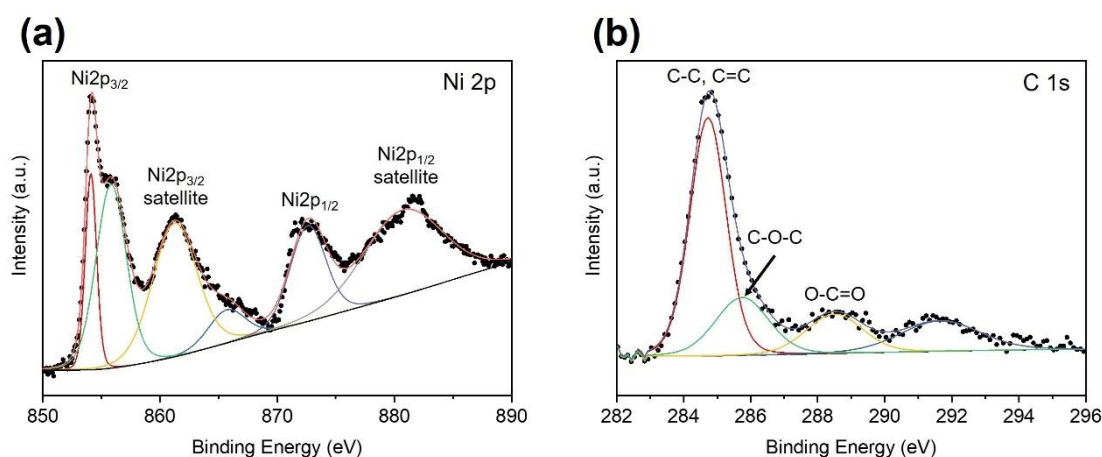 (a)
Ni 2p
Ni2p3/2
Ni2p3/2
satellite
Ni2p1/2
Ni2p1/2
satellite
Intensity (a.u.)
850 860 870 880 890
Binding Energy (eV)
(b)
C 1s
C-C, C=C
C-O-C
O-C=O
Intensity (a.u.)
282 284 286 288 290 292 294 296
Binding Energy (eV)